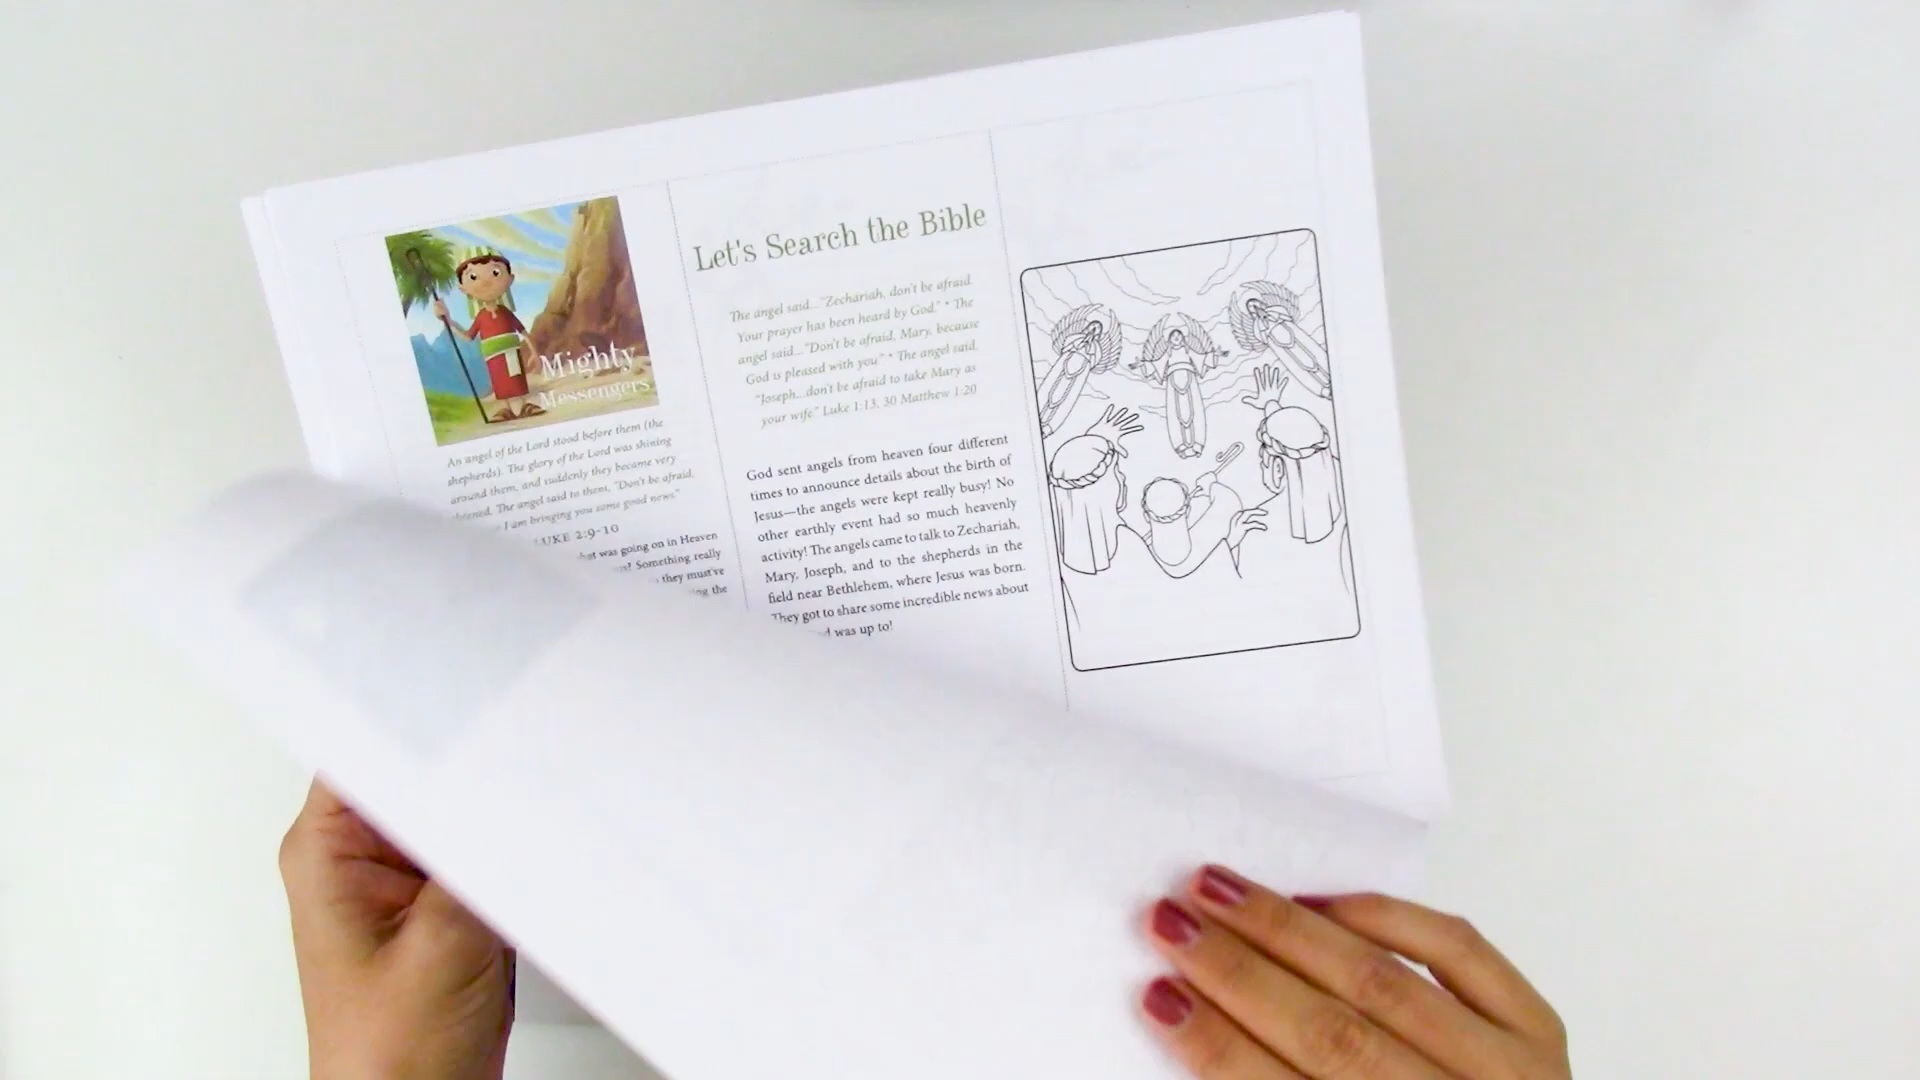 Mighty
Messengers
An angel of the Lord stood before them (the
shepherds). The glory of the Lord was shining
around them, and suddenly they became very
The angel said to them, "Don't be afraid,
I am bringing you some good news."
LUKE 2:9-10
what was going on in Heaven
Something really
they must've
the
Let's Search the Bible
The angel said..."Zechariah, don't be afraid.
Your prayer has been heard by God." * The
angel said..."Don't be afraid, Mary, because
God is pleased with you." * The angel said,
"Joseph...don't be afraid to take Mary as
your wife." Luke 1:13, 30 Matthew 1:20
God sent angels from heaven four different
times to announce details about the birth of
Jesus—the angels were kept really busy! No
other earthly event had so much heavenly
activity! The angels came to talk to Zechariah,
Mary, Joseph, and to the shepherds in the
field near Bethlehem, where Jesus was born.
They got to share some incredible news about
was up to!